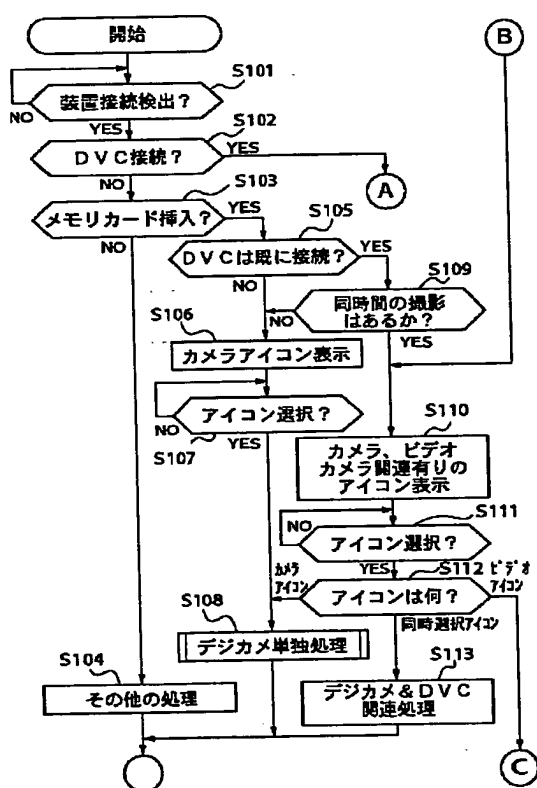 開始
B
S101
装置接続検出?
NO
YES
S102
DVC接続?
YES
NO
A
S103
メモリカード挿入?
YES
NO
S105
DVCは既に接続?
YES
NO
S109
同時間の撮影
はあるか?
NO
YES
S106
カメラアイコン表示
アイコン選択?
NO
YES
S107
S110
カメラ、ビデオ
カメラ関連有りの
アイコン表示
S111
NO
アイコン選択?
YES
S112
カメラ
アイコン
ビデオ
アイコン
アイコンは何?
同時選択アイコン
S108
デジカメ単独処理
S113
デジカメ&DVC
関連処理
S104
その他の処理
C